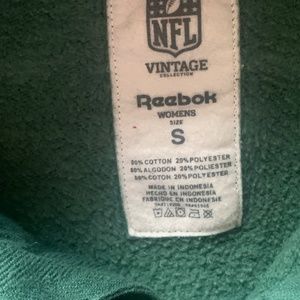 NFL
VINTAGE
COLLECTION
Reebok
WOMENS
SIZE
S
80% COTTON 20% POLYESTER
80% ALGODON 20% POLIESTER
80% COTON 20% POLYESTER
MADE IN INDONESIA
HECHO EN INDONESIA
FABRIQUE EN INDONESIE